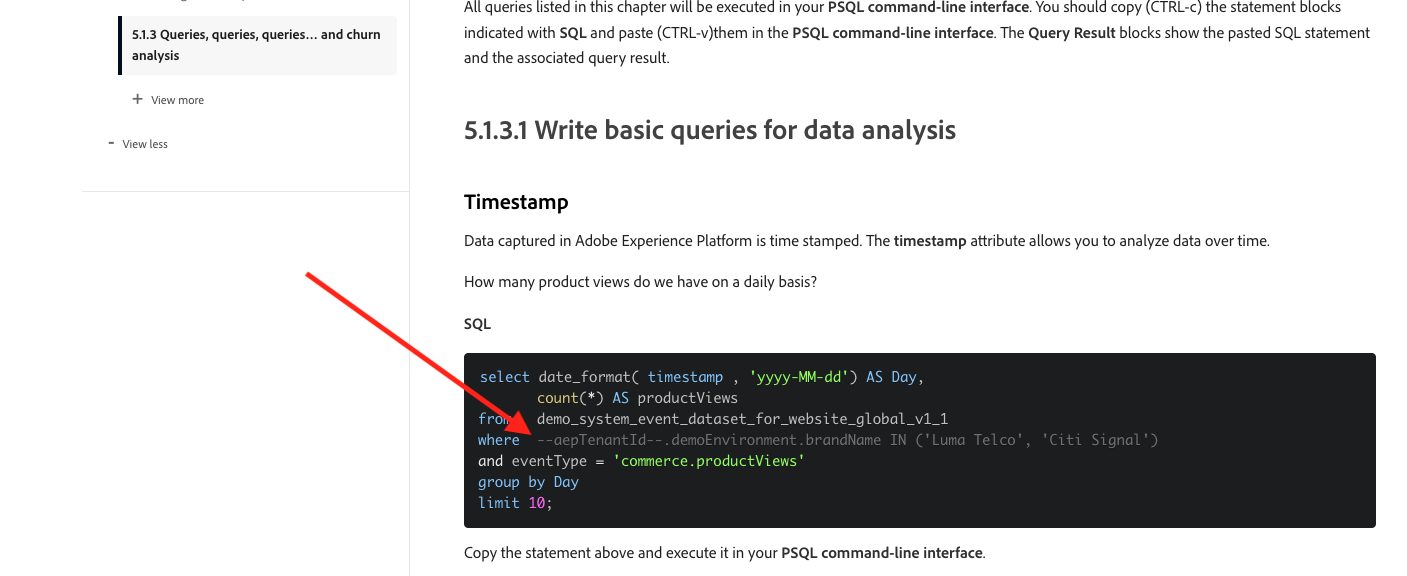 5.1.3 Queries, queries, queries… and churn
analysis
+ View more
- View less
All queries listed in this chapter will be executed in your PSQL command-line interface. You should copy (CTRL-c) the statement blocks
indicated with SQL and paste (CTRL-v)them in the PSQL command-line interface. The Query Result blocks show the pasted SQL statement
and the associated query result.
5.1.3.1 Write basic queries for data analysis
Timestamp
Data captured in Adobe Experience Platform is time stamped. The timestamp attribute allows you to analyze data over time.
How many product views do we have on a daily basis?
SQL
select date_format( timestamp , 'yyyy-MM-dd') AS Day,
count(*) AS productViews
from demo_system_event_dataset_for_website_global_v1_1
where --aepTenantId--.demoEnvironment.brandName IN ('Luma Telco', 'Citi Signal')
and eventType = 'commerce.productViews'
group by Day
limit 10;
Copy the statement above and execute it in your PSQL command-line interface.